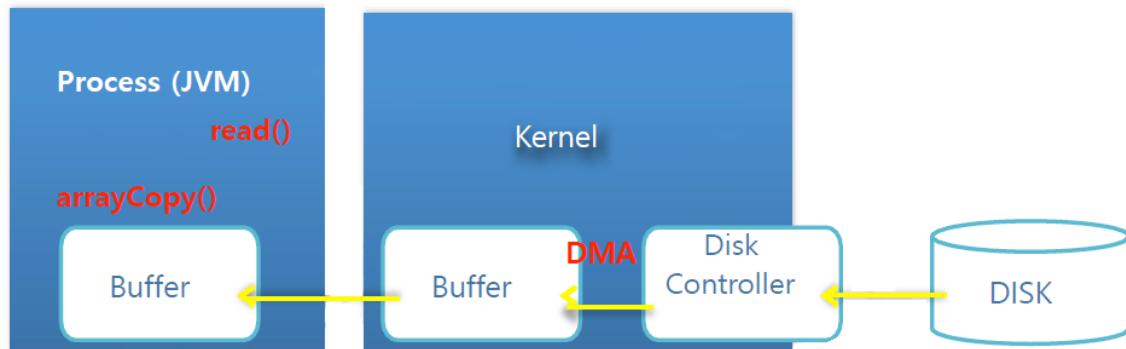 Process (JVM)
read()
Kernel
arrayCopy()
Buffer
Buffer
DMA
Disk
Controller
DISK